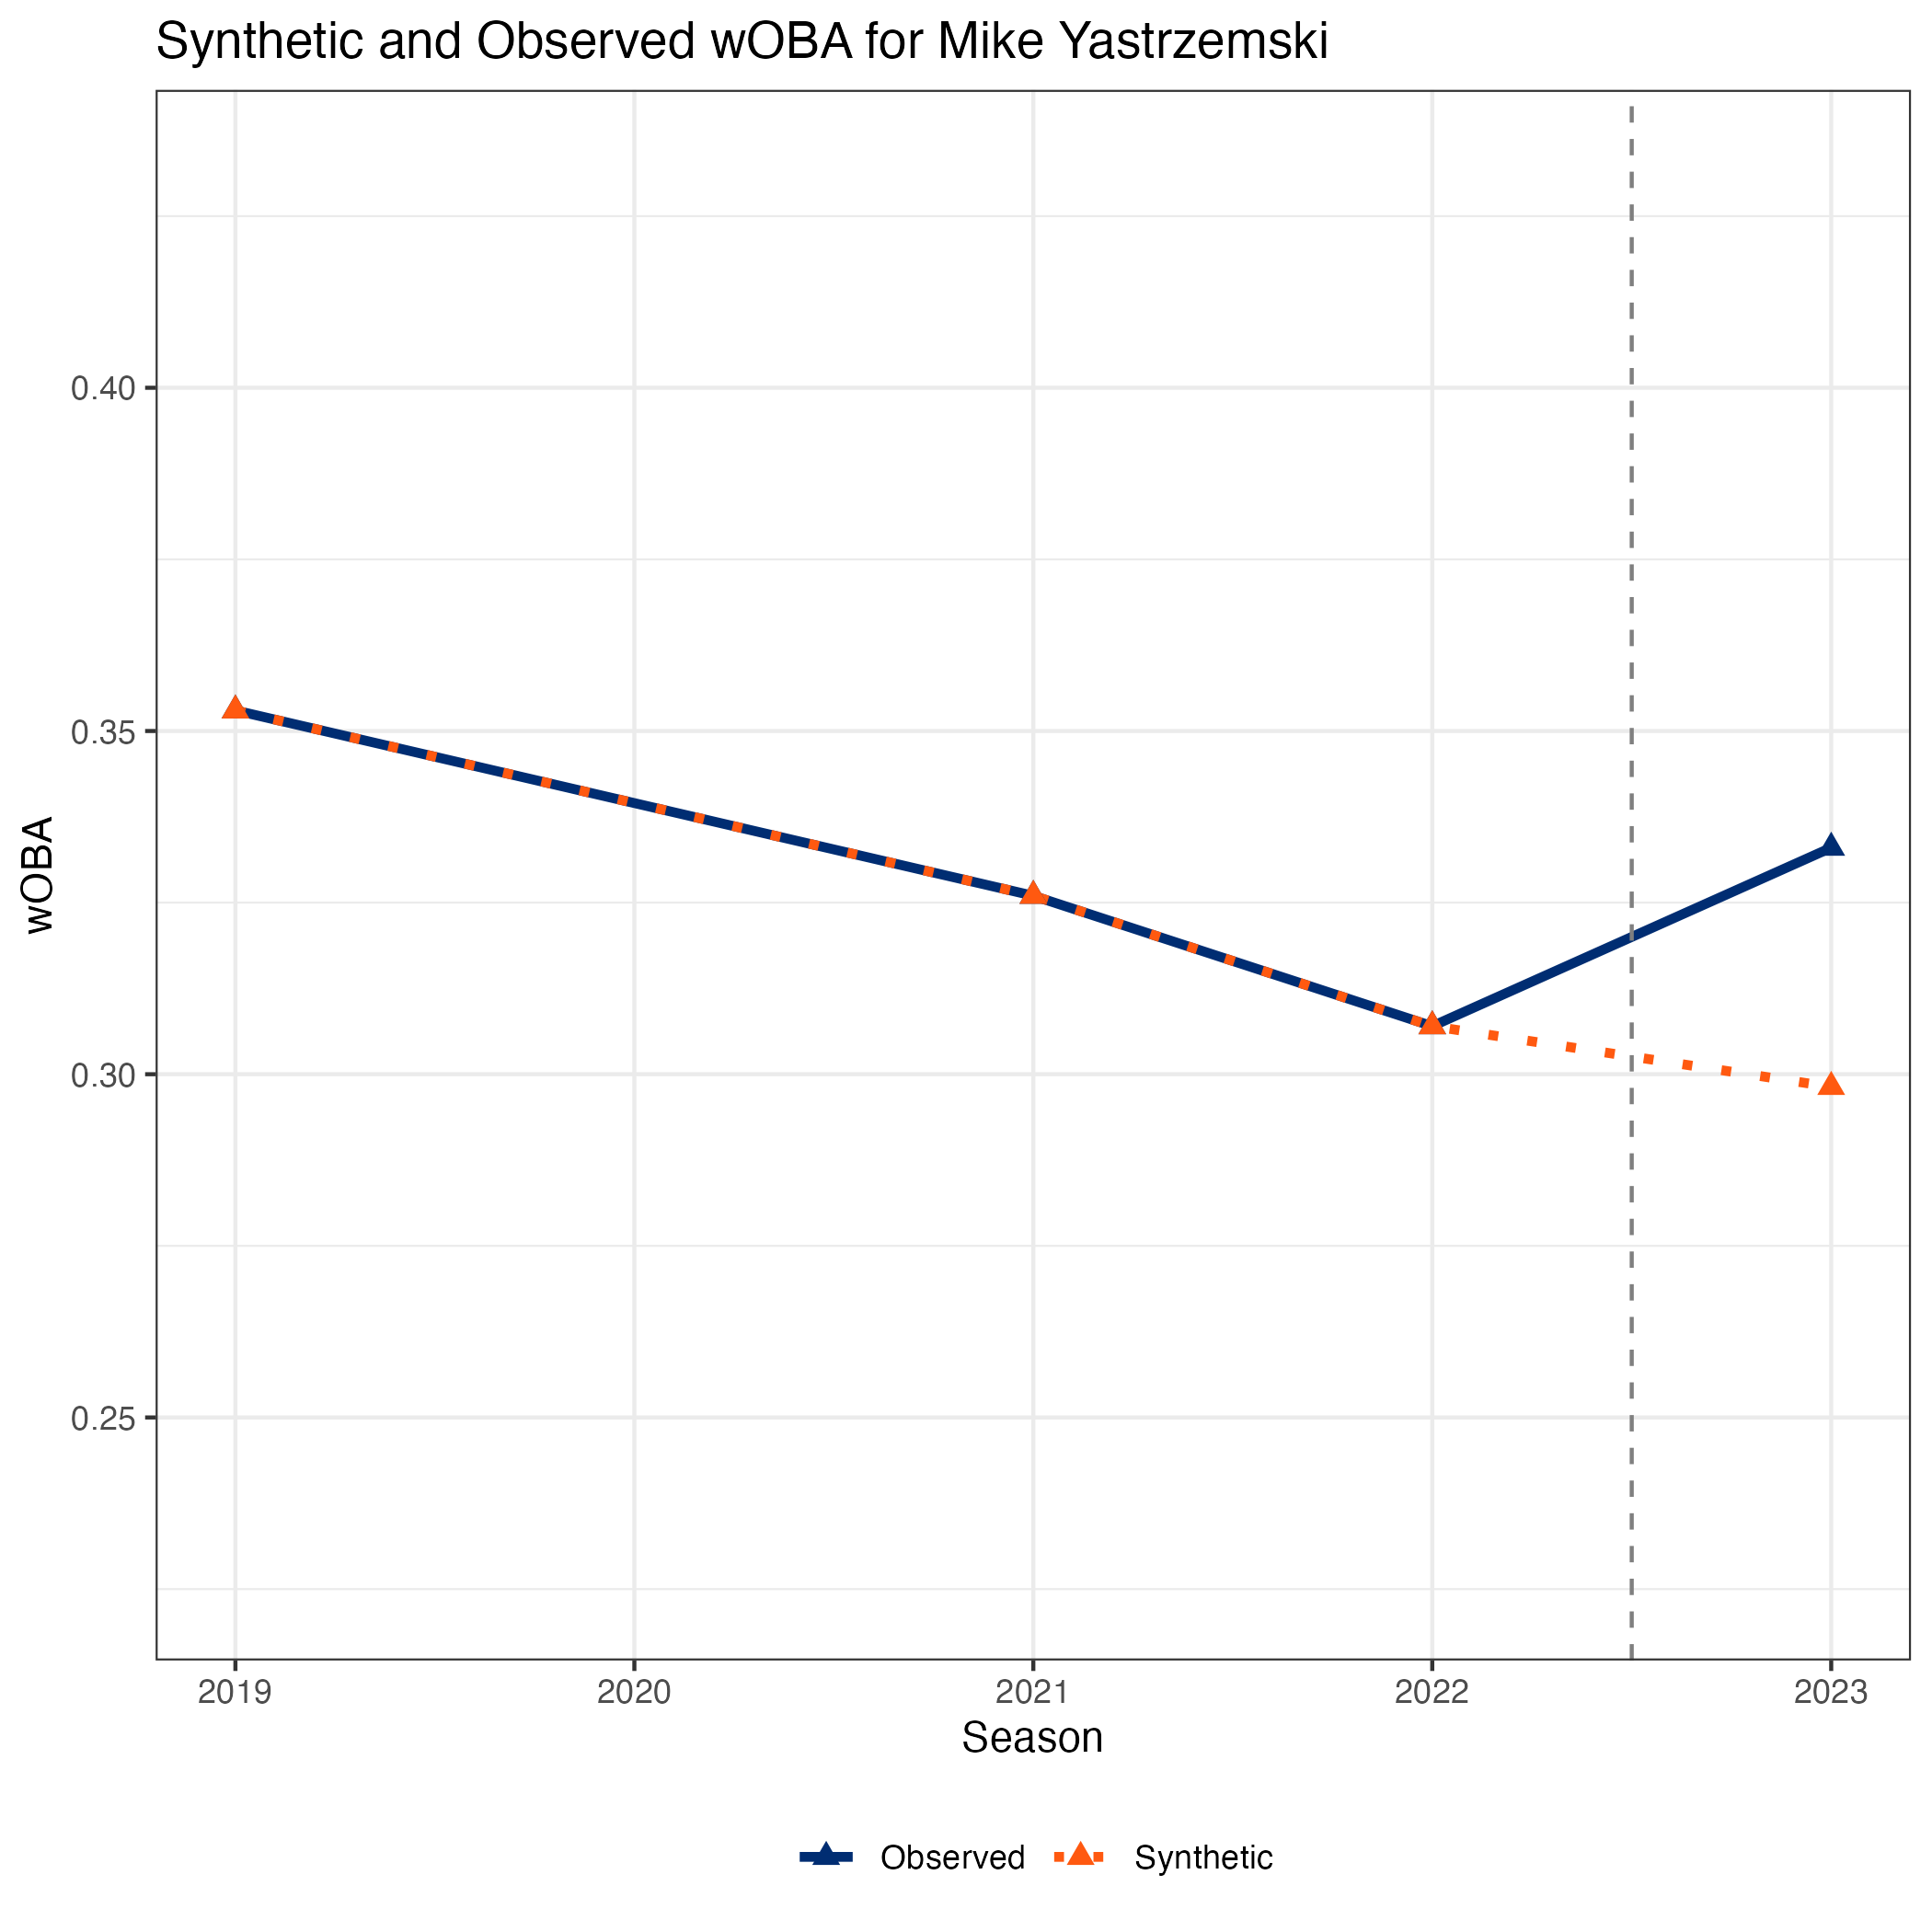 Synthetic and Observed wOBA for Mike Yastrzemski
wOBA
0.40
0.35
0.30
0.25
2019 2020 2021 2022 2023
Season
Observed Synthetic